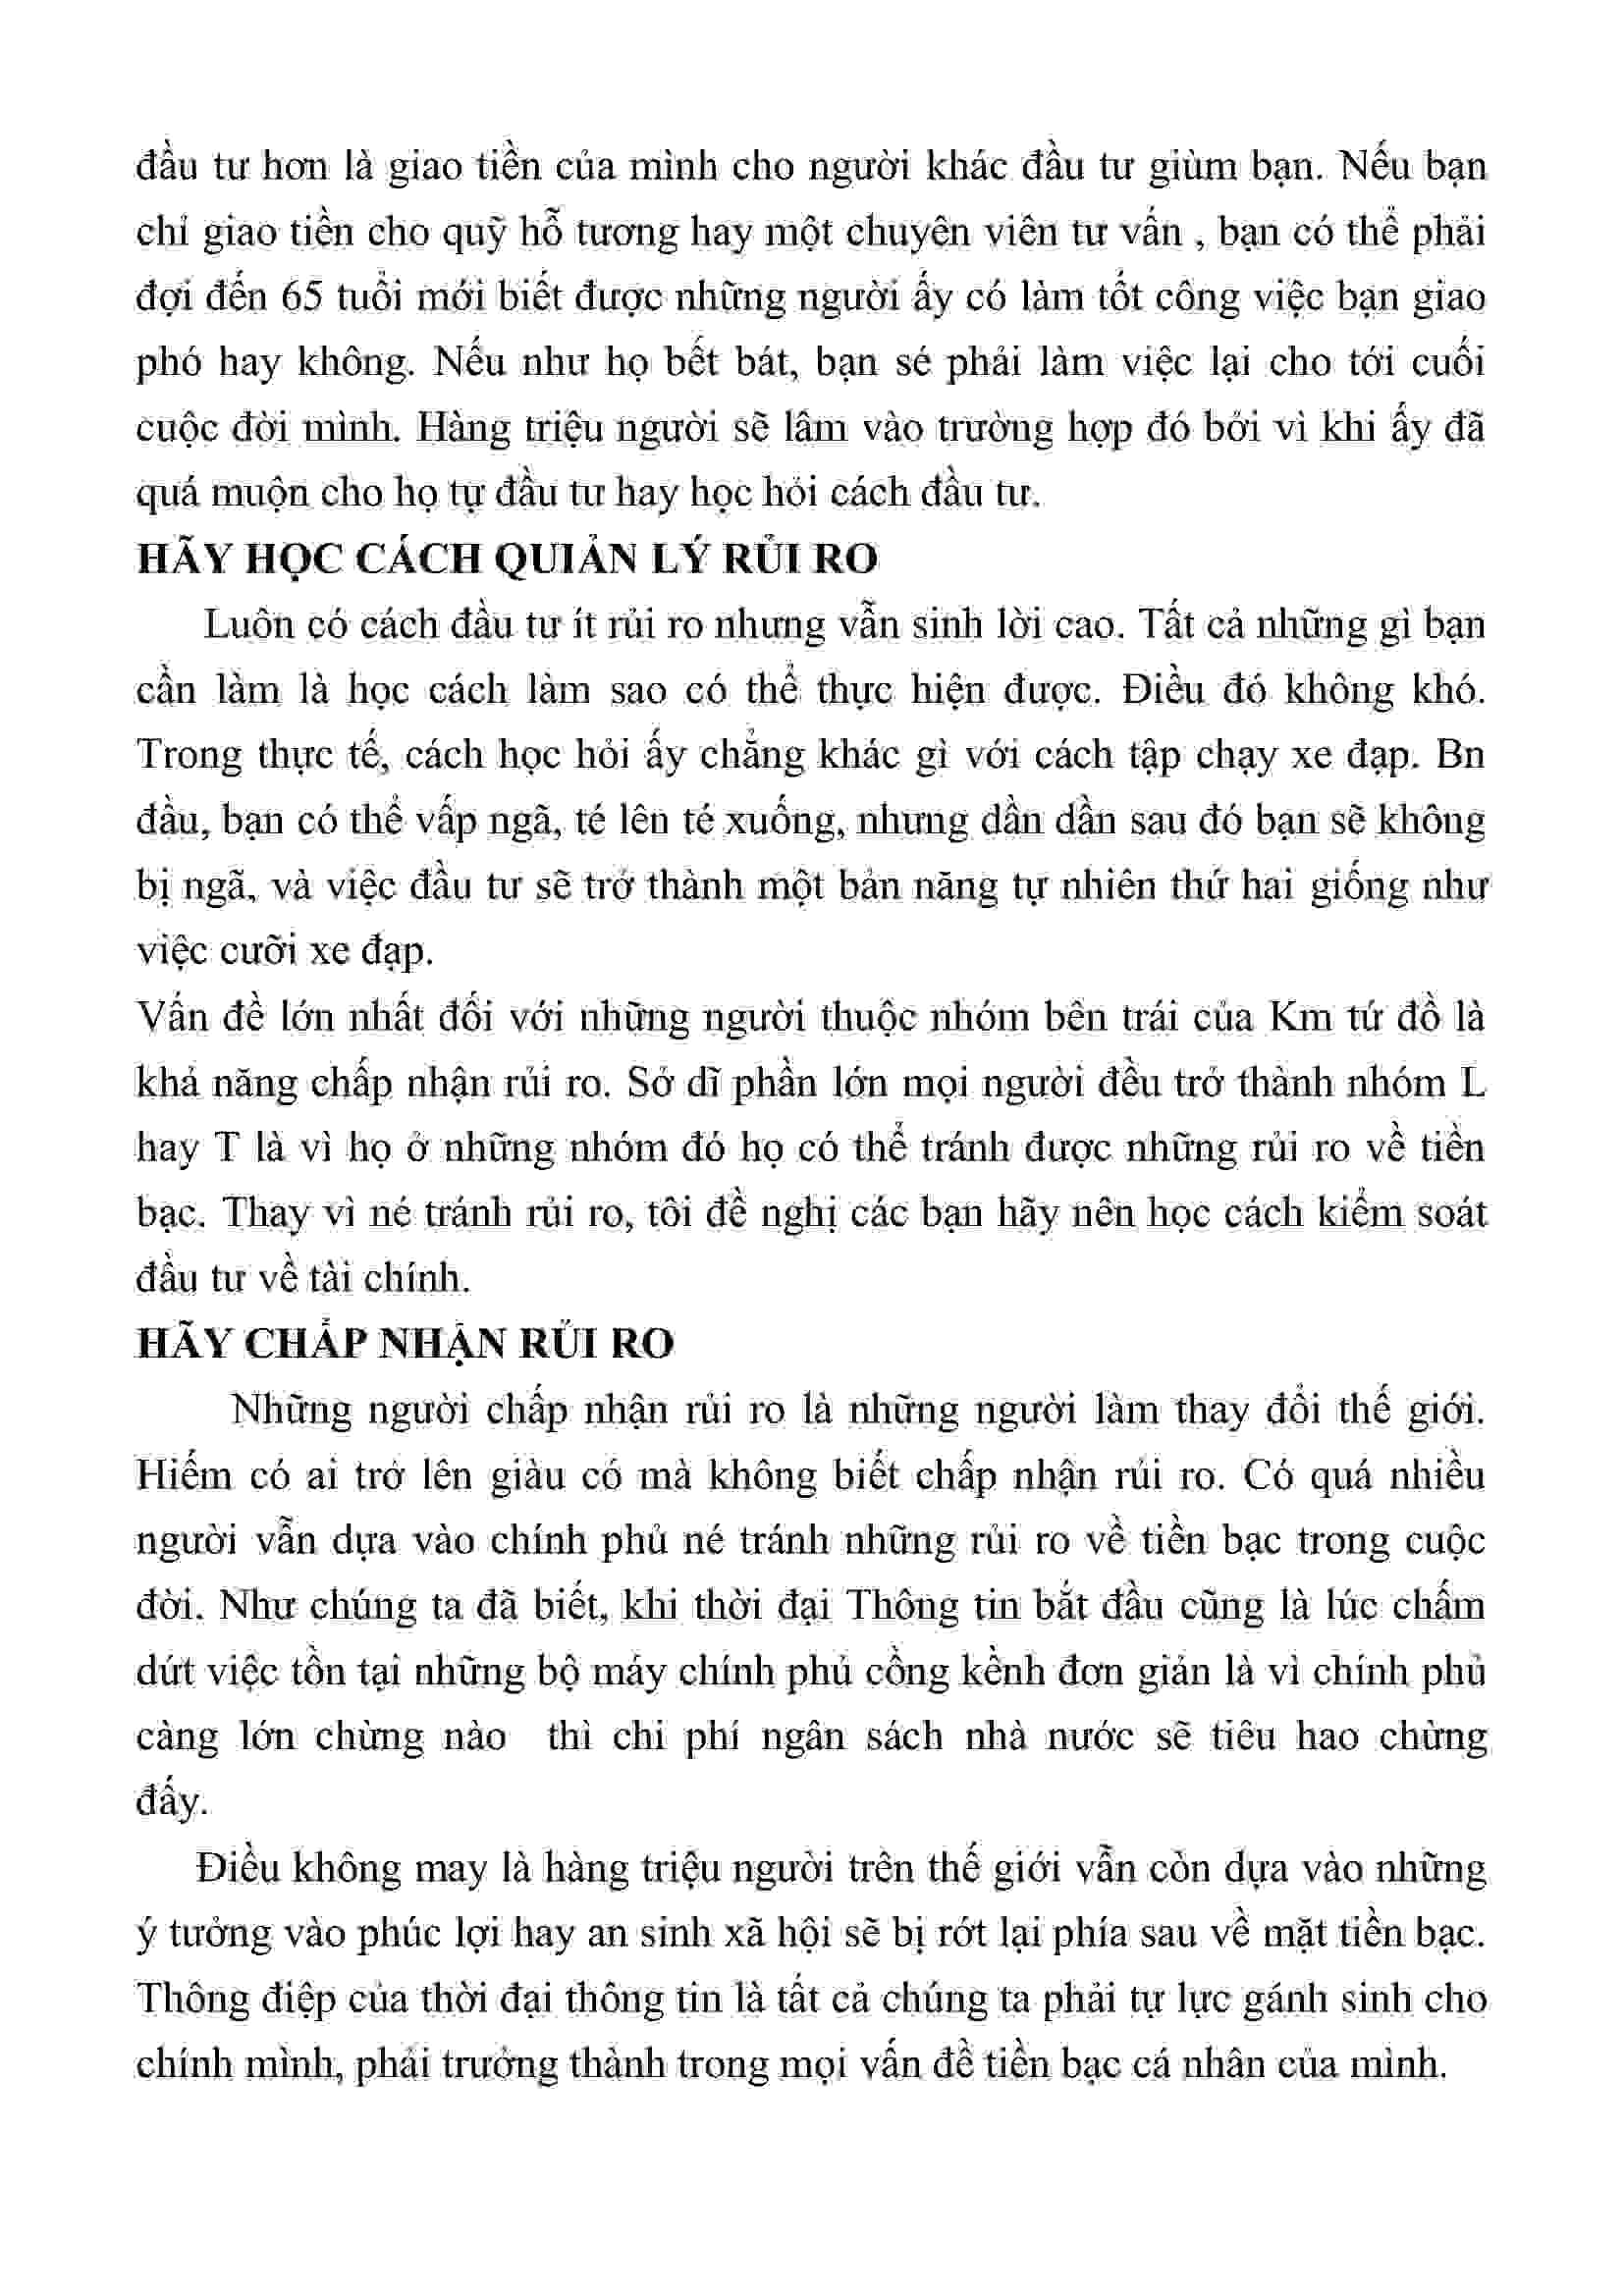 đầu tư hơn là giao tiền của mình cho người khác đầu tư giùm bạn. Nếu bạn
chỉ giao tiền cho quỹ hỗ tương hay một chuyên viên tư vấn , bạn có thể phải
đợi đến 65 tuổi mới biết được những người ấy có làm tốt công việc bạn giao
phó hay không. Nếu như họ bết bát, bạn sẻ phải làm việc lại cho tới cuối
cuộc đời mình. Hàng triệu người sẽ lâm vào trường hợp đó bởi vì khi ấy đã
quá muộn cho họ tự đầu tư hay học hỏi cách đầu tư.
HÃY HỌC CÁCH QUIẢN LÝ RỦI RO
Luôn có cách đầu tư ít rủi ro nhưng vẫn sinh lời cao. Tất cả những gì bạn
cần làm là học cách làm sao có thể thực hiện được. Điều đó không khó.
Trong thực tế, cách học hỏi ấy chẳng khác gì với cách tập chạy xe đạp. Bn
đầu, bạn có thể vấp ngã, té lên té xuống, nhưng dần dần sau đó bạn sẽ không
bị ngã, và việc đầu tư sẽ trở thành một bản năng tự nhiên thứ hai giống như
việc cưỡi xe đạp.
Vấn đề lớn nhất đối với những người thuộc nhóm bên trái của Km tứ đồ là
khả năng chấp nhận rủi ro. Sở dĩ phần lớn mọi người đều trở thành nhóm L
hay T là vì họ ở những nhóm đó họ có thể tránh được những rủi ro về tiền
bạc. Thay vì né tránh rủi ro, tôi đề nghị các bạn hãy nên học cách kiểm soát
đầu tư về tài chính.
HÃY CHẤP NHẬN RỦI RO
Những người chấp nhận rủi ro là những người làm thay đổi thế giới.
Hiếm có ai trở lên giàu có mà không biết chấp nhận rủi ro. Có quá nhiều
người vẫn dựa vào chính phủ né tránh những rủi ro về tiền bạc trong cuộc
đời. Như chúng ta đã biết, khi thời đại Thông tin bắt đầu cũng là lúc chấm
dứt việc tồn tại những bộ máy chính phủ cồng kềnh đơn giản là vì chính phủ
càng lớn chừng nào thì chi phí ngân sách nhà nước sẽ tiêu hao chừng
đấy.
Điều không may là hàng triệu người trên thế giới vẫn còn dựa vào những
ý tưởng vào phúc lợi hay an sinh xã hội sẽ bị rớt lại phía sau về mặt tiền bạc.
Thông điệp của thời đại thông tin là tất cả chúng ta phải tự lực gánh sinh cho
chính mình, phải trưởng thành trong mọi vấn đề tiền bạc cá nhân của mình.